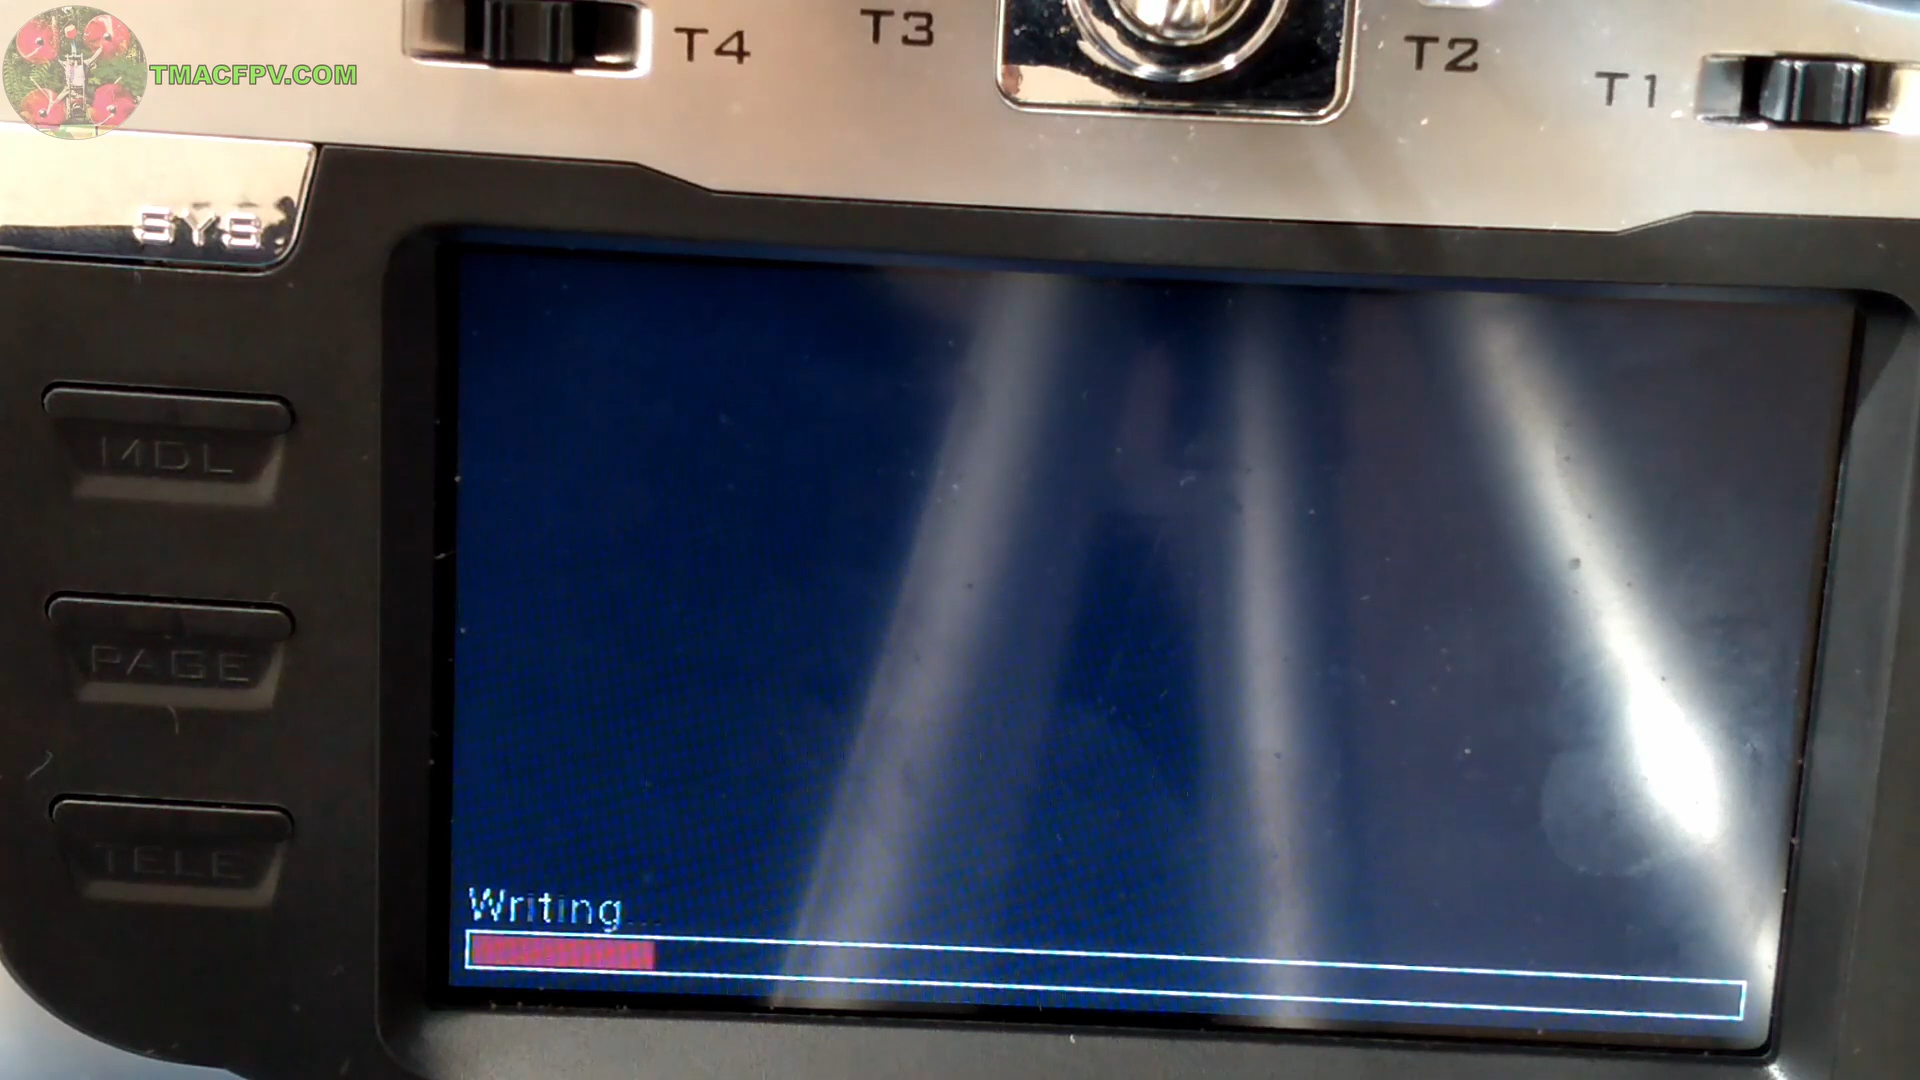 TMACFPV.COM
T4
T3
T2
T1
SYS
MDL
PAGE
TELE
Writing...